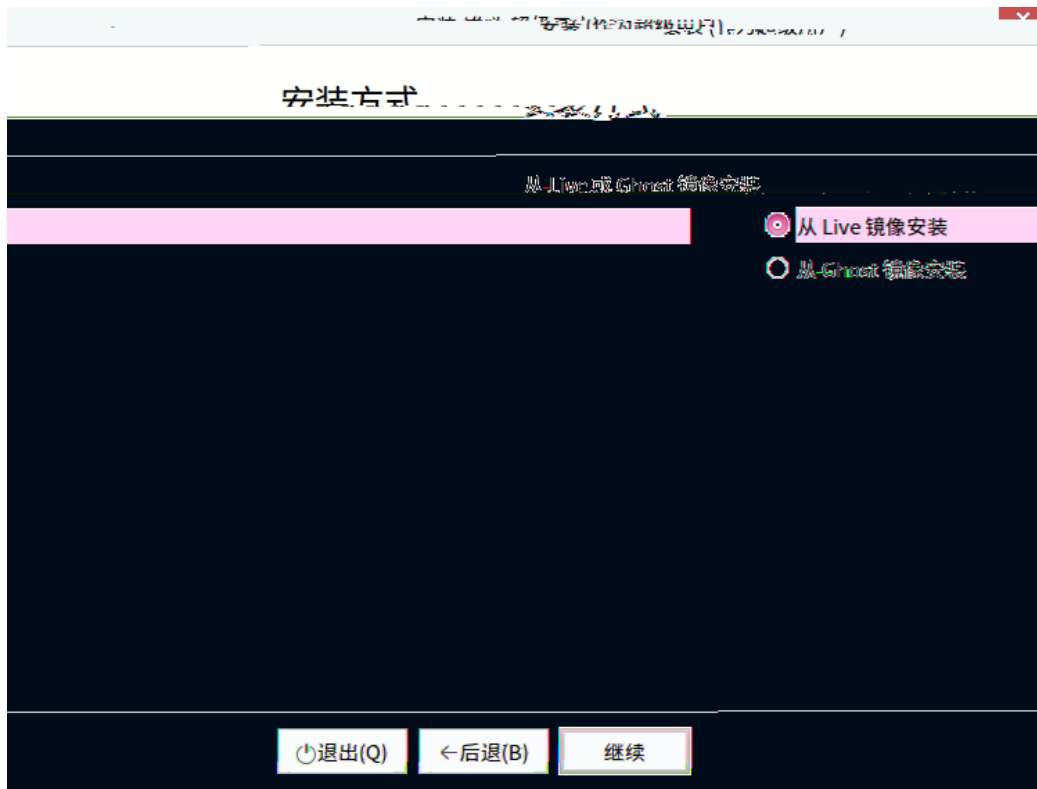 安装方式
从 Live 或 Ghost 镜像安装
从 Live 镜像安装
从 Ghost 镜像安装
退出(Q)
←后退(B)
继续